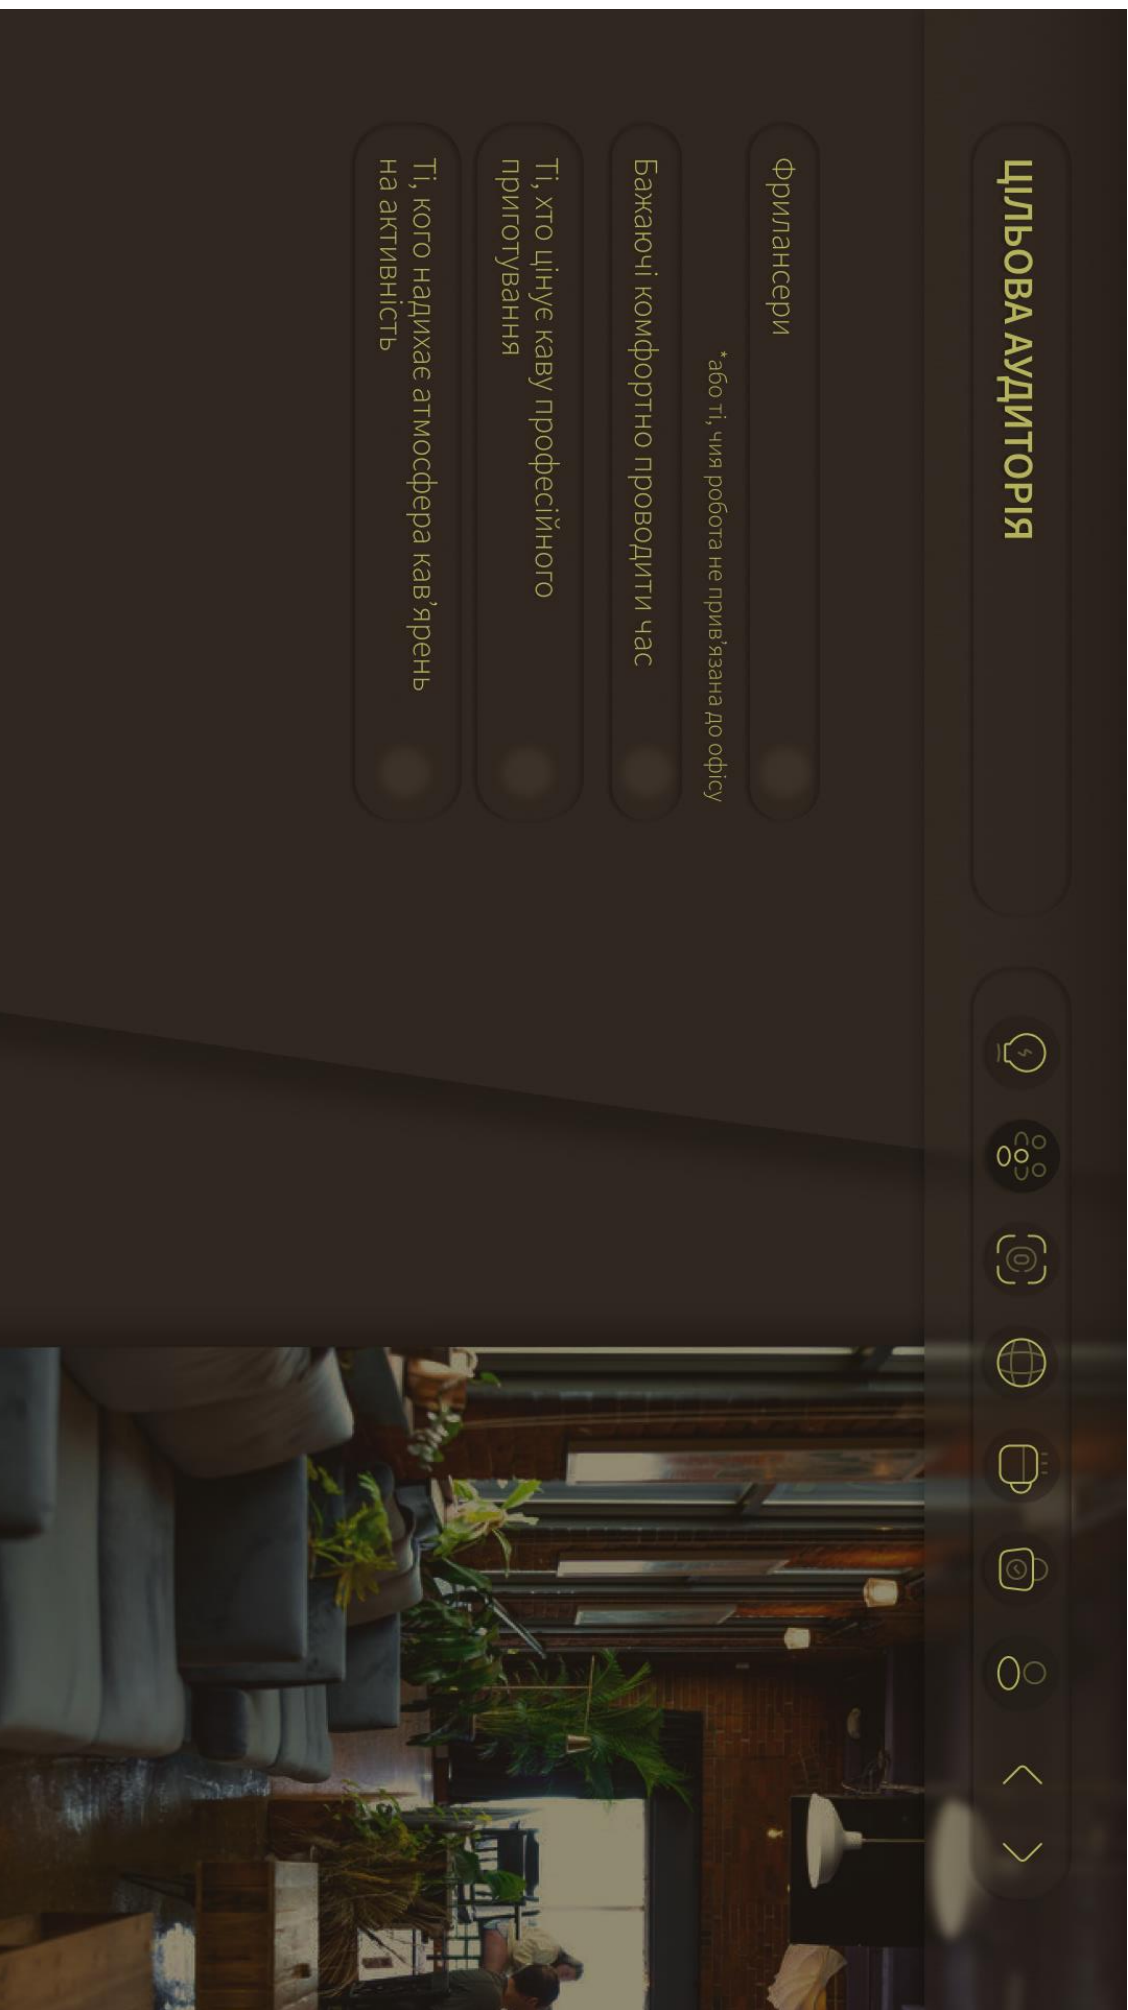 ЦІЛЬОВА АУДИТОРІЯ
Фрилансери
*або ті, чия робота не прив’язана до офісу
Бажаючі комфортно проводити час
Ті, хто цінує каву професійного
приготування
Ті, кого надихає атмосфера кав’ярень
на активність